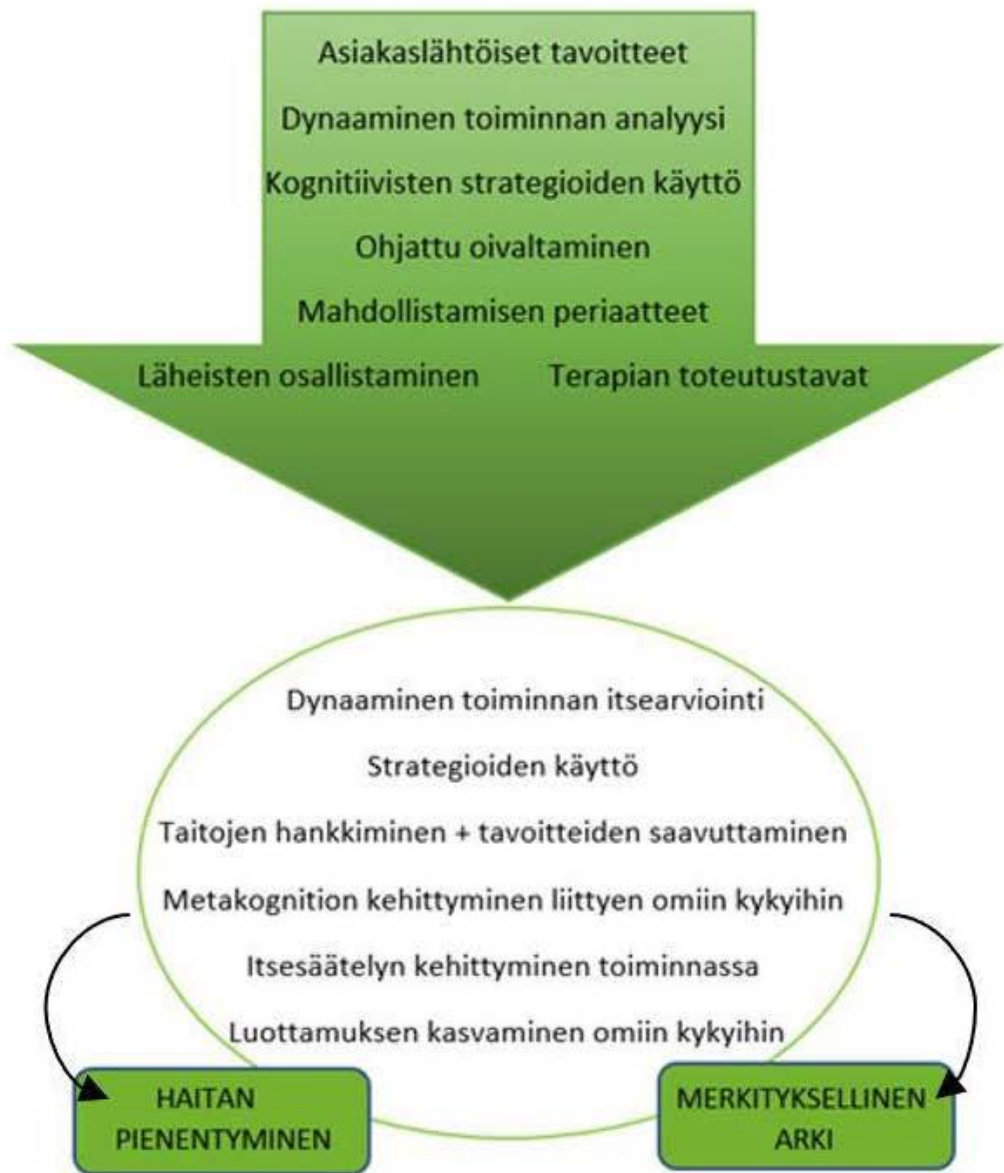 Asiakaslähtöiset tavoitteet
Dynaaminen toiminnan analyysi
Kognitiivisten strategioiden käyttö
Ohjattu oivaltaminen
Mahdollistamisen periaatteet
Läheisten osallistaminen Terapian toteutustavat
Dynaaminen toiminnan itsearviointi
Strategioiden käyttö
Taitojen hankkiminen + tavoitteiden saavuttaminen
Metakognition kehittyminen liittyen omiin kykyihin
Itsesäätelyn kehittyminen toiminnassa
Luottamuksen kasvaminen omiin kykyihin
HAITAN
PIENENTYMINEN
MERKITYKSELLINEN
ARKI